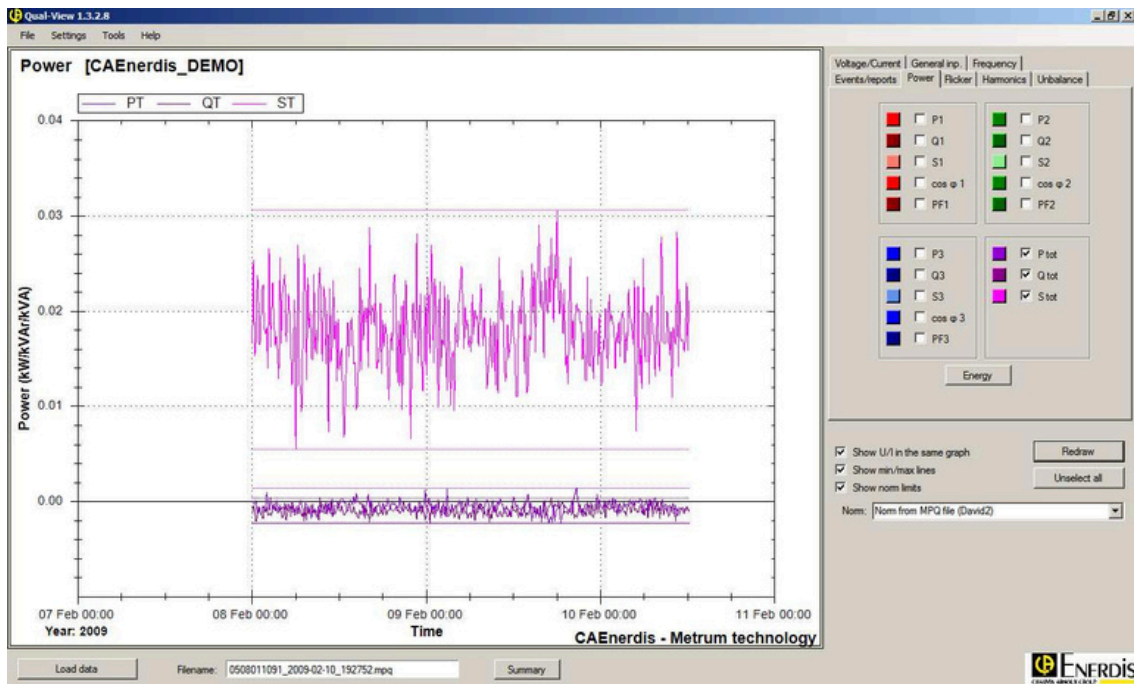 Qual-View 1.3.2.8
File Settings Tools Help
Power [CAEnerdis_DEMO]
PT QT ST
0.04
0.03
0.02
0.01
0.00
Power (kW/kVAr/kVA)
07 Feb 00:00 08 Feb 00:00 09 Feb 00:00 10 Feb 00:00 11 Feb 00:00
Year: 2009 Time CAEnerdis - Metrum technology
Voltage/Current General inp. Frequency
Events/reports Power Flicker Harmonics Unbalance
P1 P2
Q1 Q2
S1 S2
cos φ 1 cos φ 2
PF1 PF2
P3 P tot
Q3 Q tot
S3 S tot
cos φ 3
PF3
Energy
Show U/I in the same graph Redraw
Show min/max lines
Unselect all
Show norm limits
Norm: Norm from MPQ file (David2)
Load data Filename: 0508011091_2009-02-10_192752.mpq Summary
ENERDIS
CHAUVIN ARNOUX GROUP